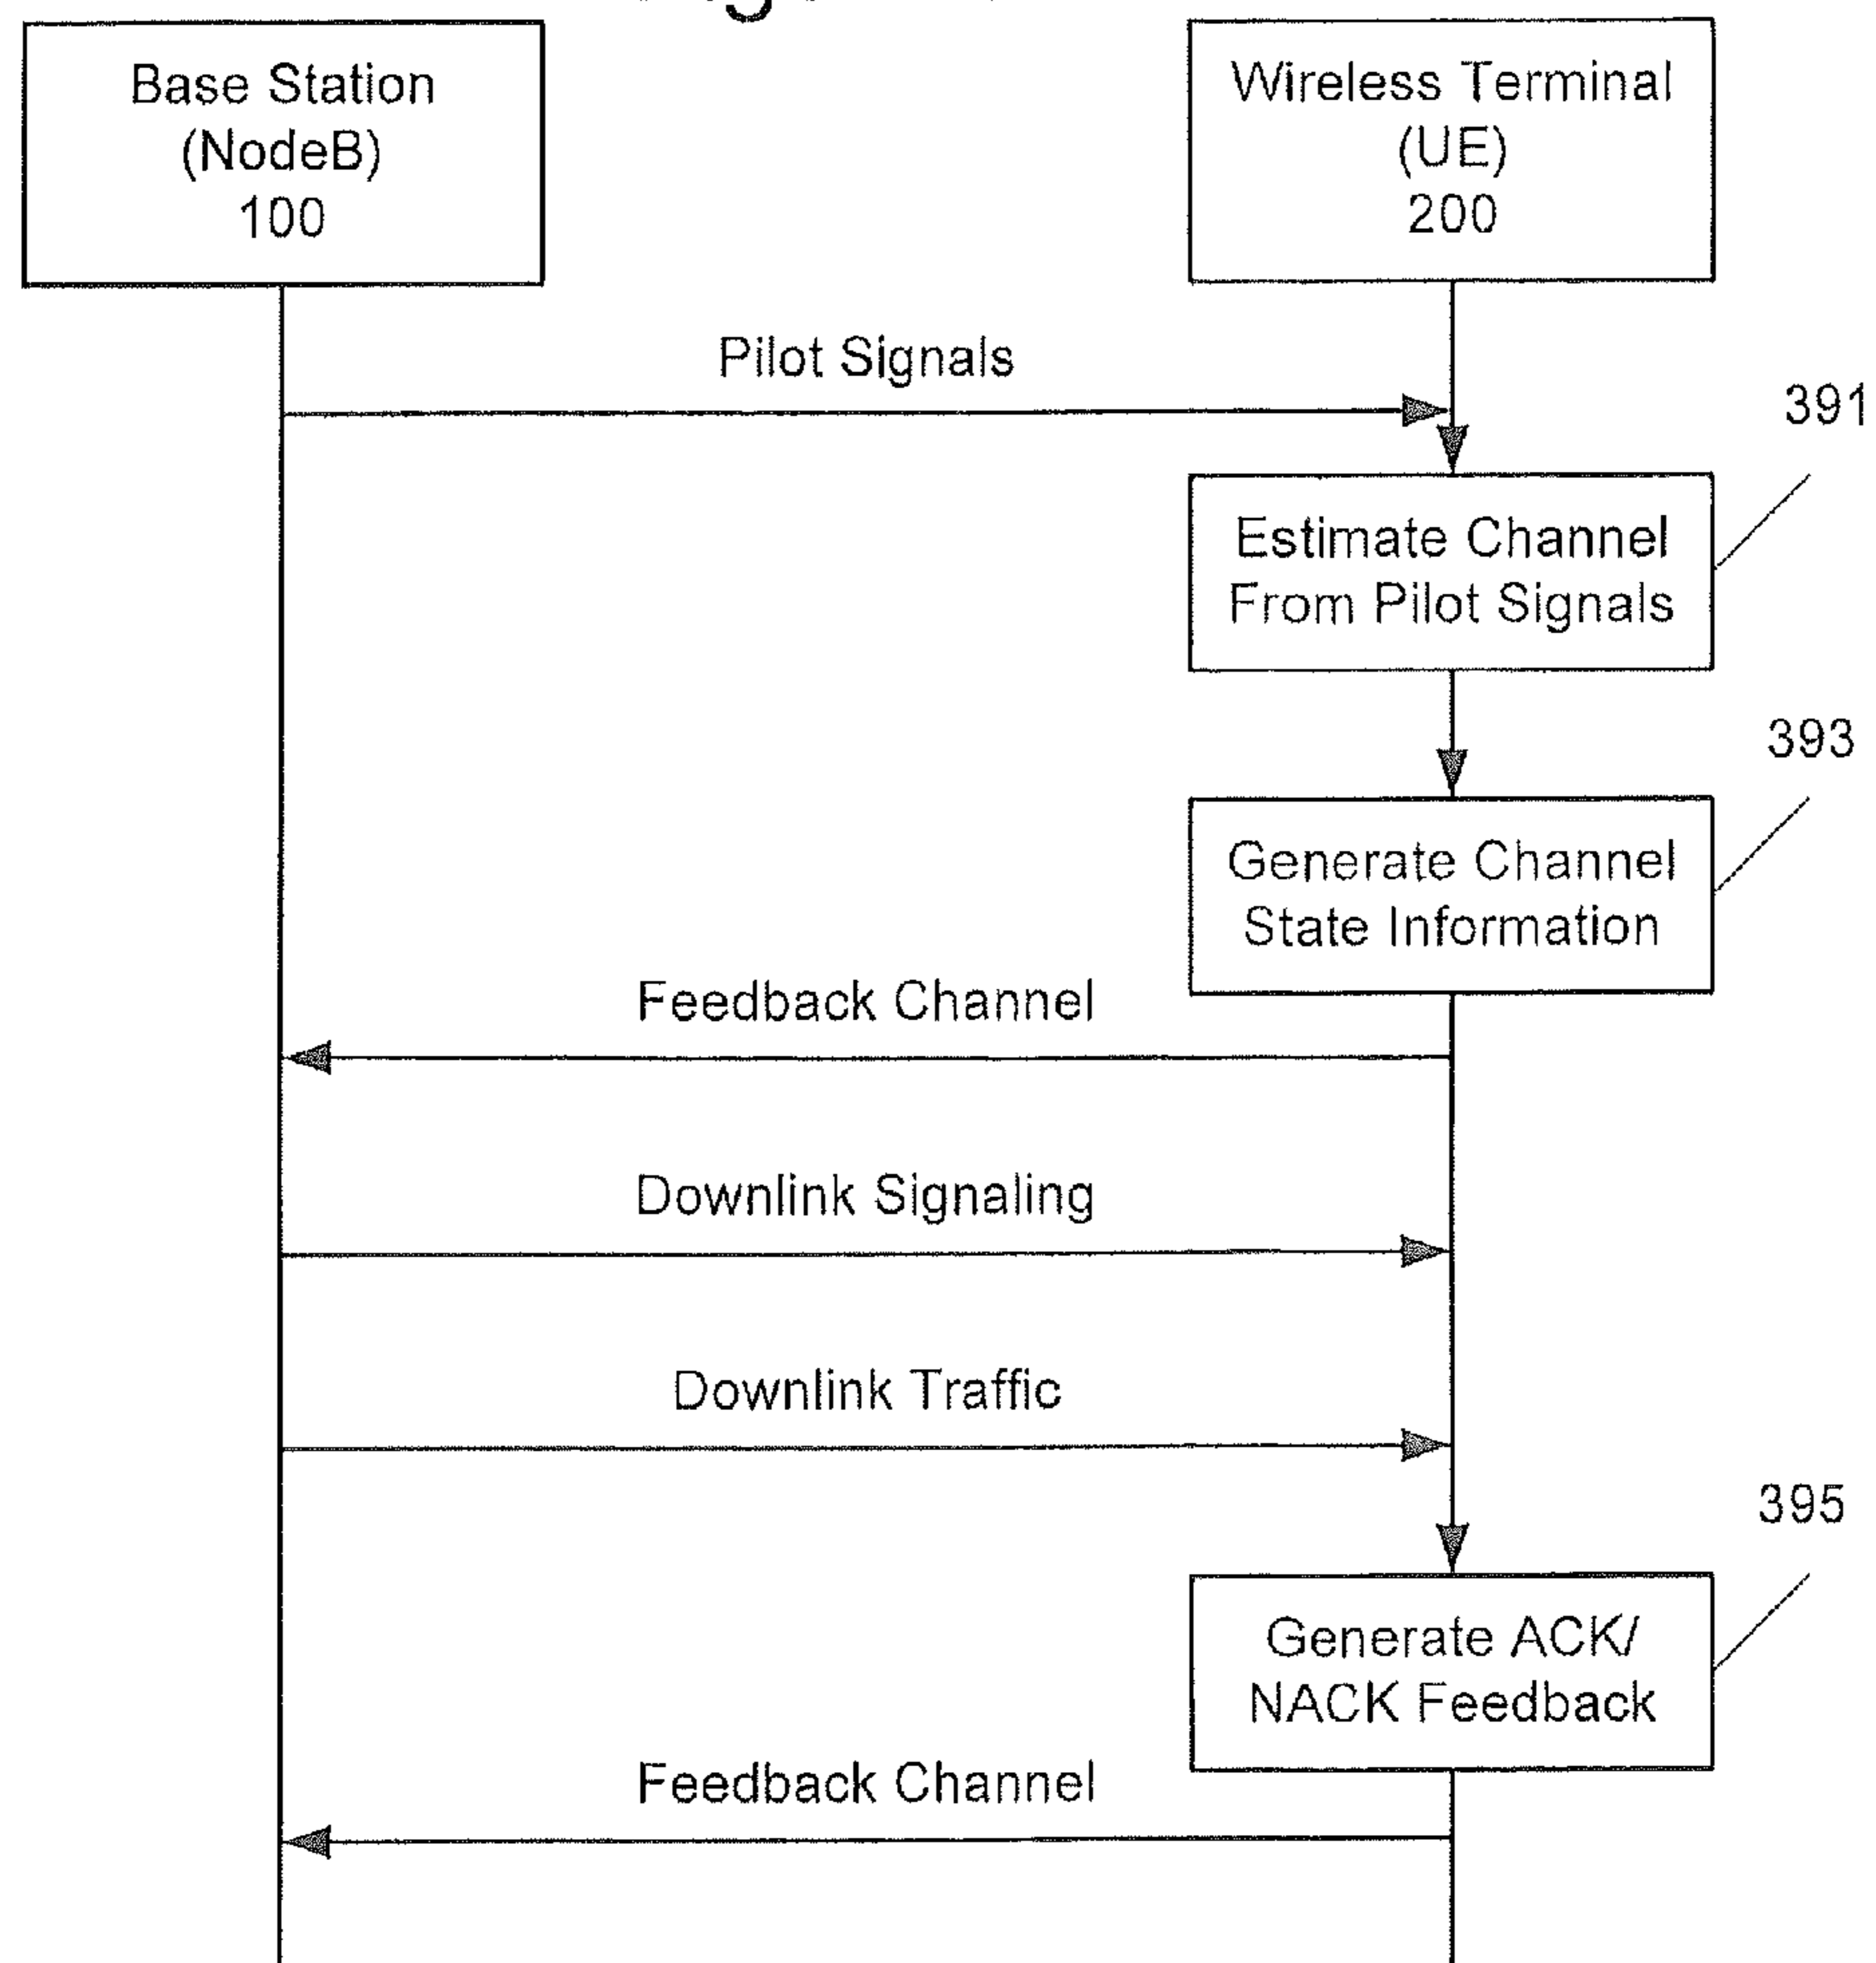 Base Station
(NodeB)
100
Wireless Terminal
(UE)
200
Pilot Signals
391
Estimate Channel
From Pilot Signals
393
Generate Channel
State Information
Feedback Channel
Downlink Signaling
Downlink Traffic
395
Generate ACK/
NACK Feedback
Feedback Channel